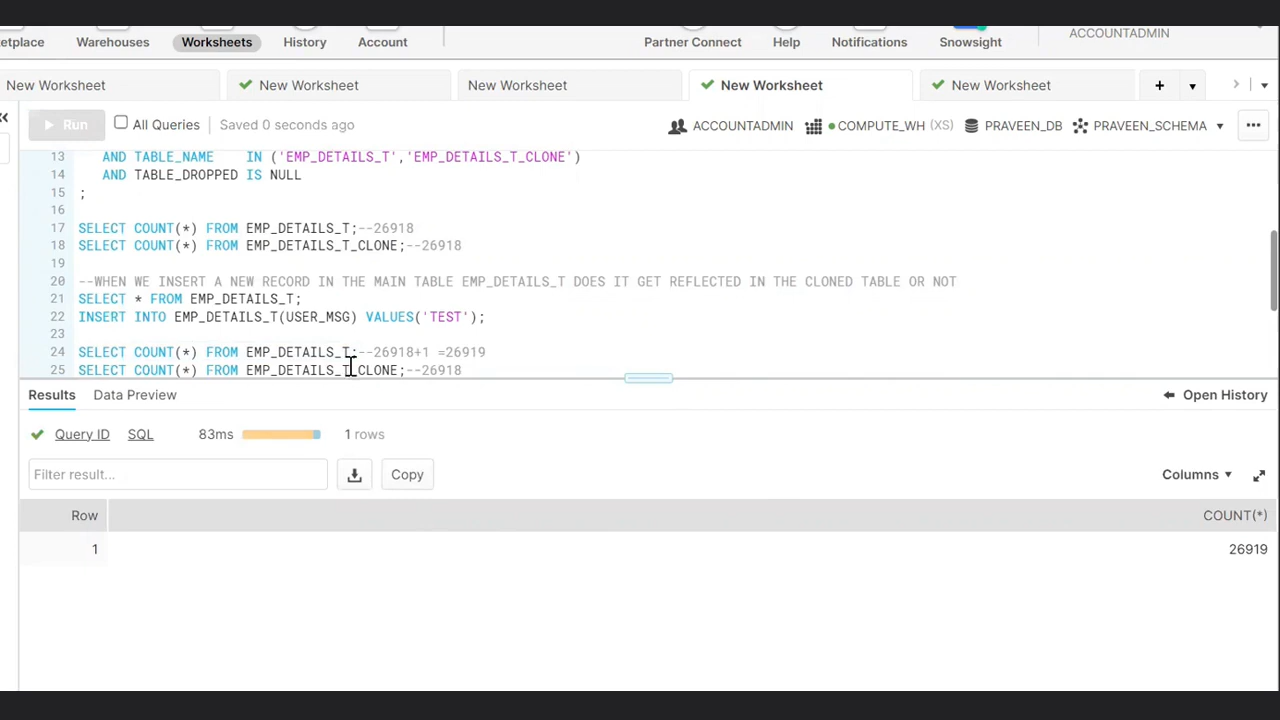 etplace Warehouses Worksheets History Account Partner Connect Help Notifications Snowsight ACCOUNTADMIN
New Worksheet New Worksheet New Worksheet New Worksheet New Worksheet +
Run All Queries Saved 0 seconds ago ACCOUNTADMIN COMPUTE_WH (XS) PRAVEEN_DB PRAVEEN_SCHEMA
13 AND TABLE_NAME IN ('EMP_DETAILS_T','EMP_DETAILS_T_CLONE')
14 AND TABLE_DROPPED IS NULL
15 ;
16
17 SELECT COUNT(*) FROM EMP_DETAILS_T;--26918
18 SELECT COUNT(*) FROM EMP_DETAILS_T_CLONE;--26918
19
20 --WHEN WE INSERT A NEW RECORD IN THE MAIN TABLE EMP_DETAILS_T DOES IT GET REFLECTED IN THE CLONED TABLE OR NOT
21 SELECT * FROM EMP_DETAILS_T;
22 INSERT INTO EMP_DETAILS_T(USER_MSG) VALUES('TEST');
23
24 SELECT COUNT(*) FROM EMP_DETAILS_T;--26918+1 =26919
25 SELECT COUNT(*) FROM EMP_DETAILS_T_CLONE;--26918
Results Data Preview Open History
Query ID SQL 83ms 1 rows
Filter result... Copy Columns
Row COUNT(*)
1 26919